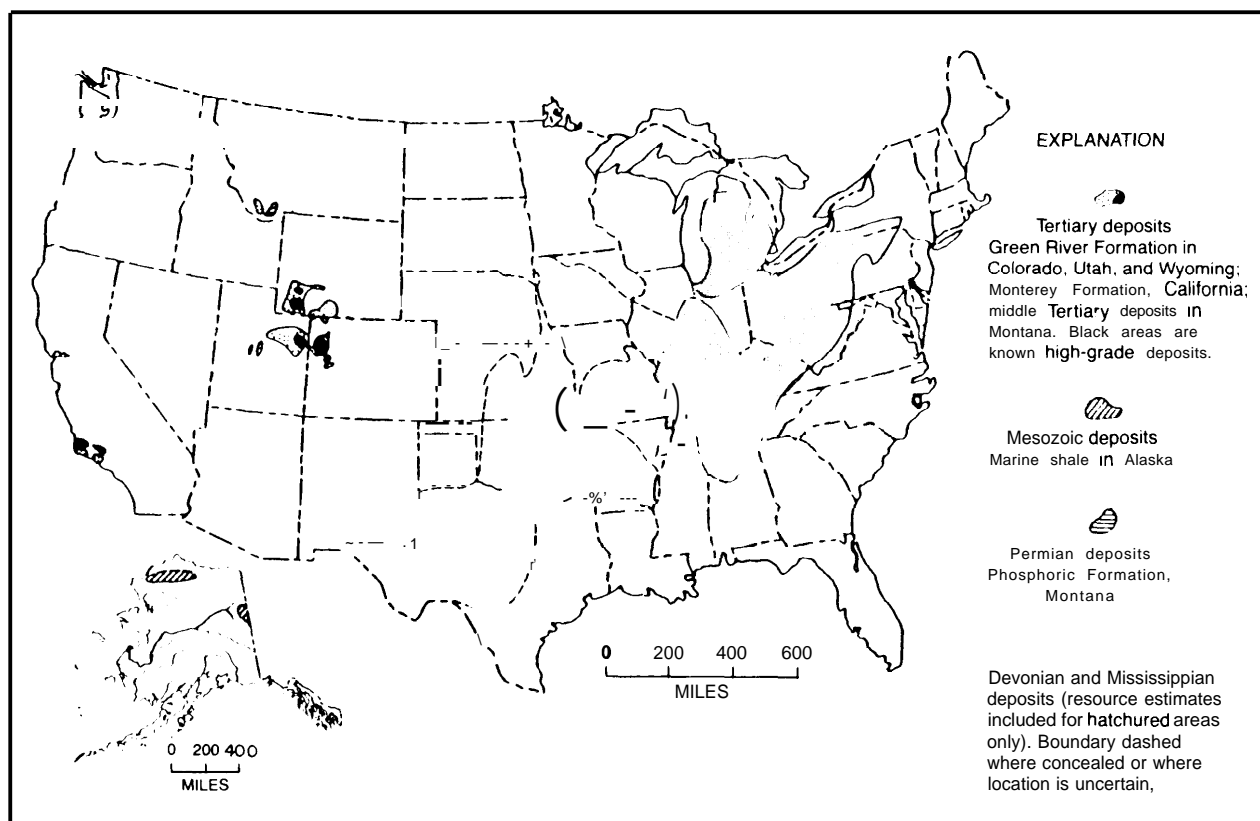 EXPLANATION
Tertiary deposits
Green River Formation in
Colorado, Utah, and Wyoming;
Monterey Formation, California;
middle Tertiary deposits in
Montana. Black areas are
known high-grade deposits.
Mesozoic deposits
Marine shale in Alaska
Permian deposits
Phosphoric Formation,
Montana
Devonian and Mississippian
deposits (resource estimates
included for hatchured areas
only). Boundary dashed
where concealed or where
location is uncertain,
0 200 400 600
MILES
0 200 400
MILES